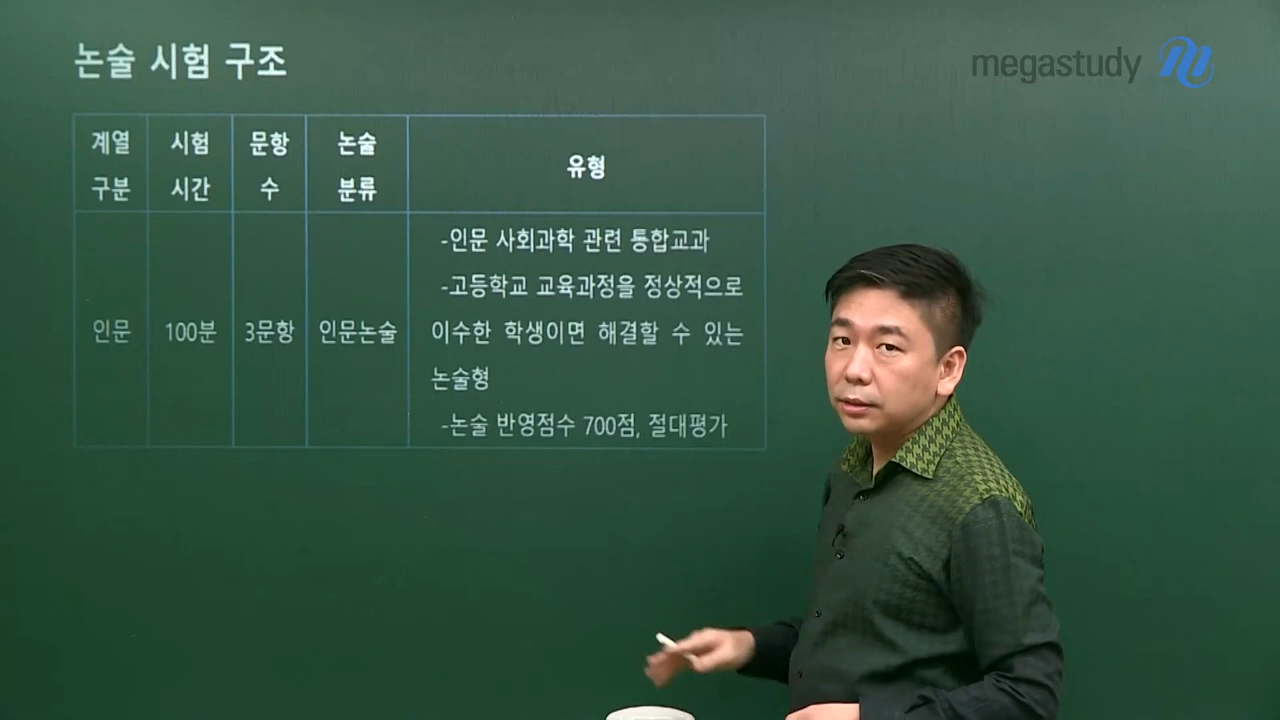 논술 시험 구조
megastudy
계열 구분
시험 시간
문항 수
논술 분류
유형
인문
100분
3문항
인문논술
-인문 사회과학 관련 통합교과
-고등학교 교육과정을 정상적으로
이수한 학생이면 해결할 수 있는
논술형
-논술 반영점수 700점, 절대평가